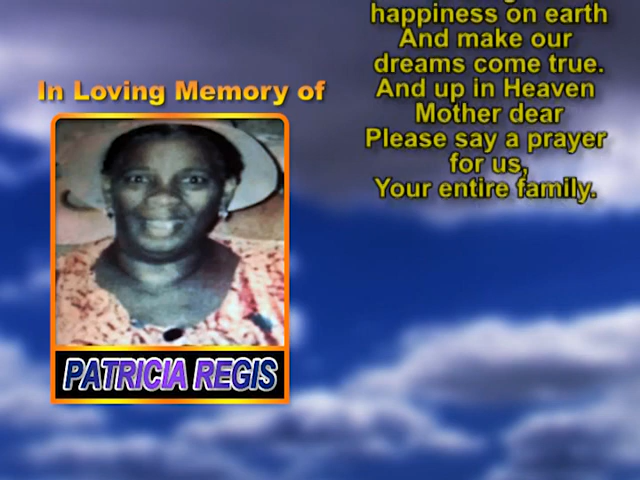 In Loving Memory of
PATRICIA REGIS
happiness on earth
And make our
dreams come true.
And up in Heaven
Mother dear
Please say a prayer
for us,
Your entire family.